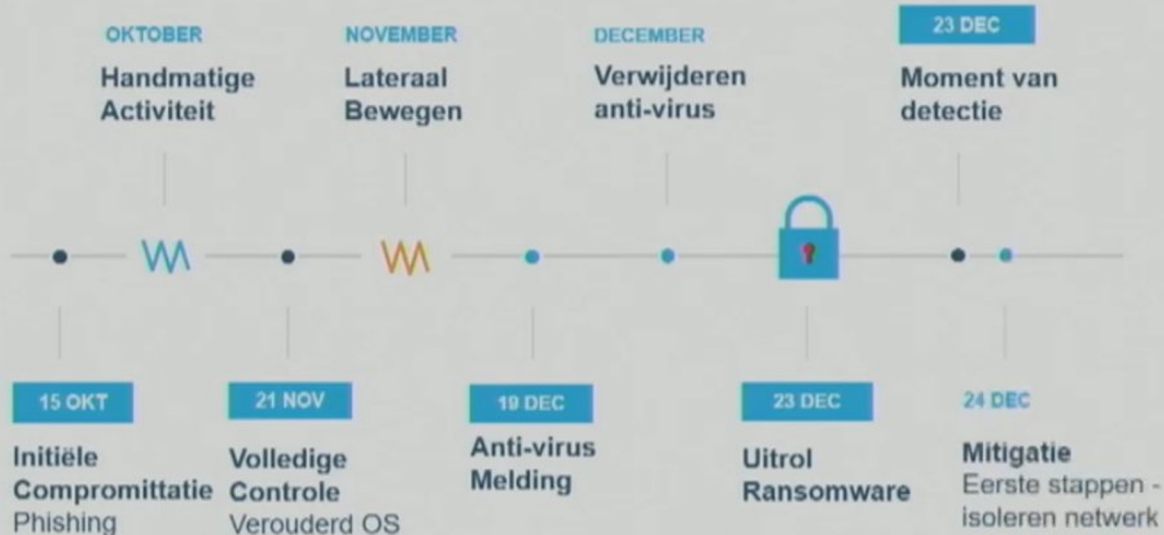 OKTOBER
Handmatige
Activiteit
NOVEMBER
Lateraal
Bewegen
DECEMBER
Verwijderen
anti-virus
23 DEC
Moment van
detectie
15 OKT
Initiële
Compromittatie
Phishing
21 NOV
Volledige
Controle
Verouderd OS
19 DEC
Anti-virus
Melding
23 DEC
Uitrol
Ransomware
24 DEC
Mitigatie
Eerste stappen -
isoleren netwerk